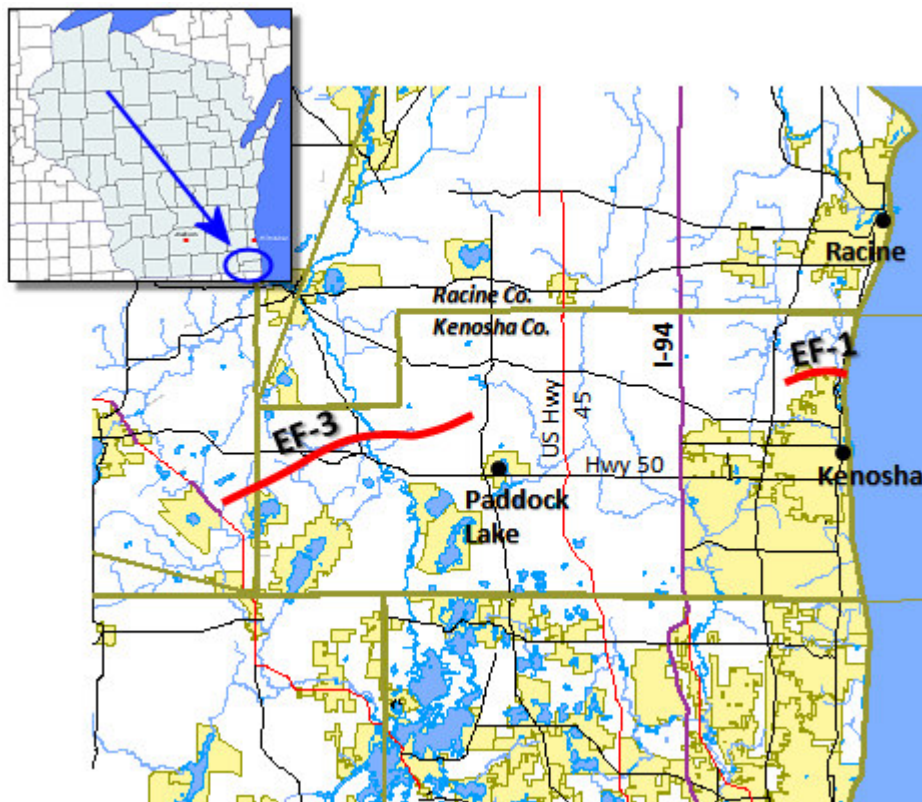 Racine
Racine Co.
Kenosha Co.
I-94
EF-1
US Hwy
45
EF-3
Hwy 50
Kenosha
Paddock
Lake